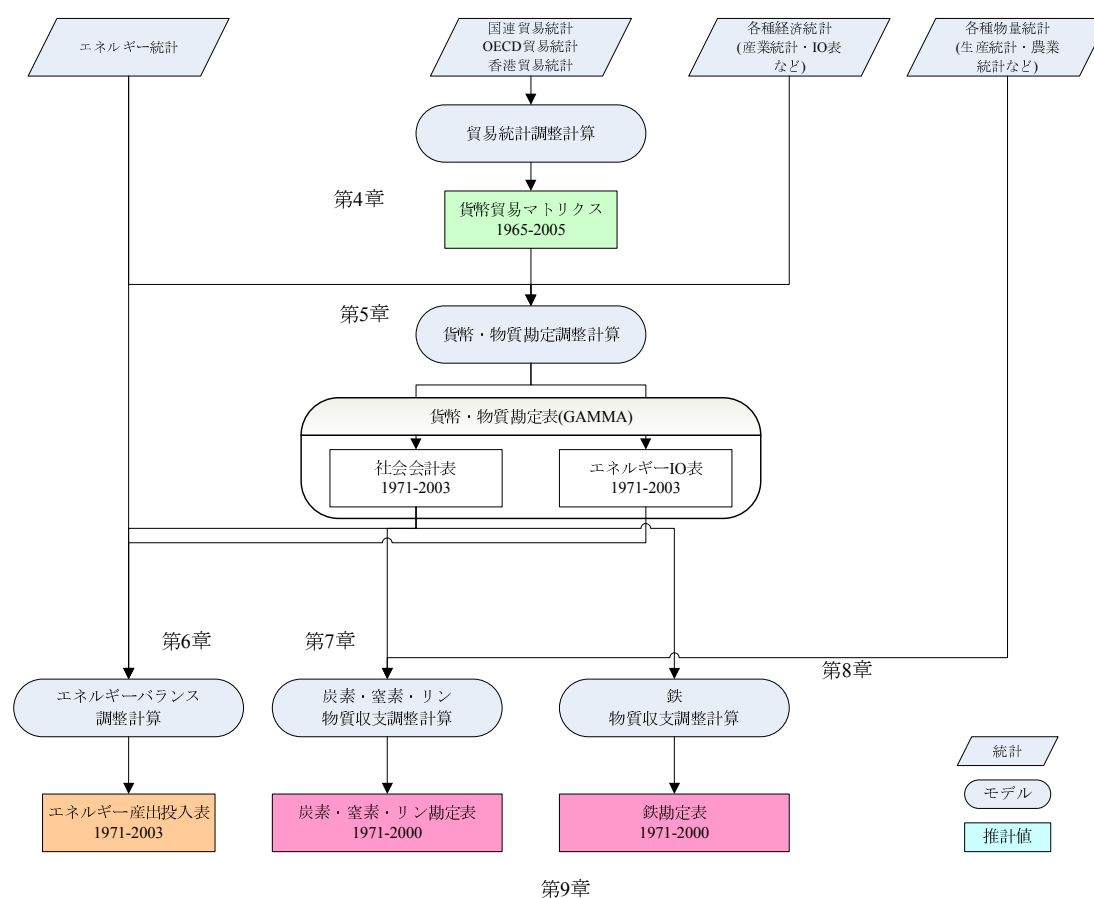 エネルギー統計
国連貿易統計
OECD貿易統計
香港貿易統計
各種経済統計
(産業統計・IO表
など)
各種物量統計
(生産統計・農業
統計など)
貿易統計調整計算
第4章
貨幣貿易マトリクス
1965-2005
第5章
貨幣・物質勘定調整計算
貨幣・物質勘定表(GAMMA)
社会会計表
1971-2003
エネルギーIO表
1971-2003
第6章
第7章
第8章
エネルギーバランス
調整計算
炭素・窒素・リン
物質収支調整計算
鉄
物質収支調整計算
エネルギー産出投入表
1971-2003
炭素・窒素・リン勘定表
1971-2000
鉄勘定表
1971-2000
統計
モデル
推計値
第9章